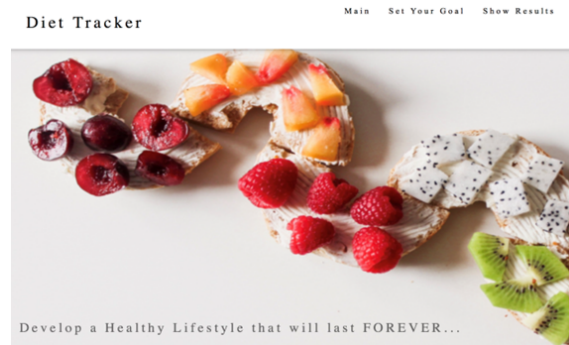 Diet Tracker
Main Set Your Goal Show Results
Develop a Healthy Lifestyle that will last FOREVER...